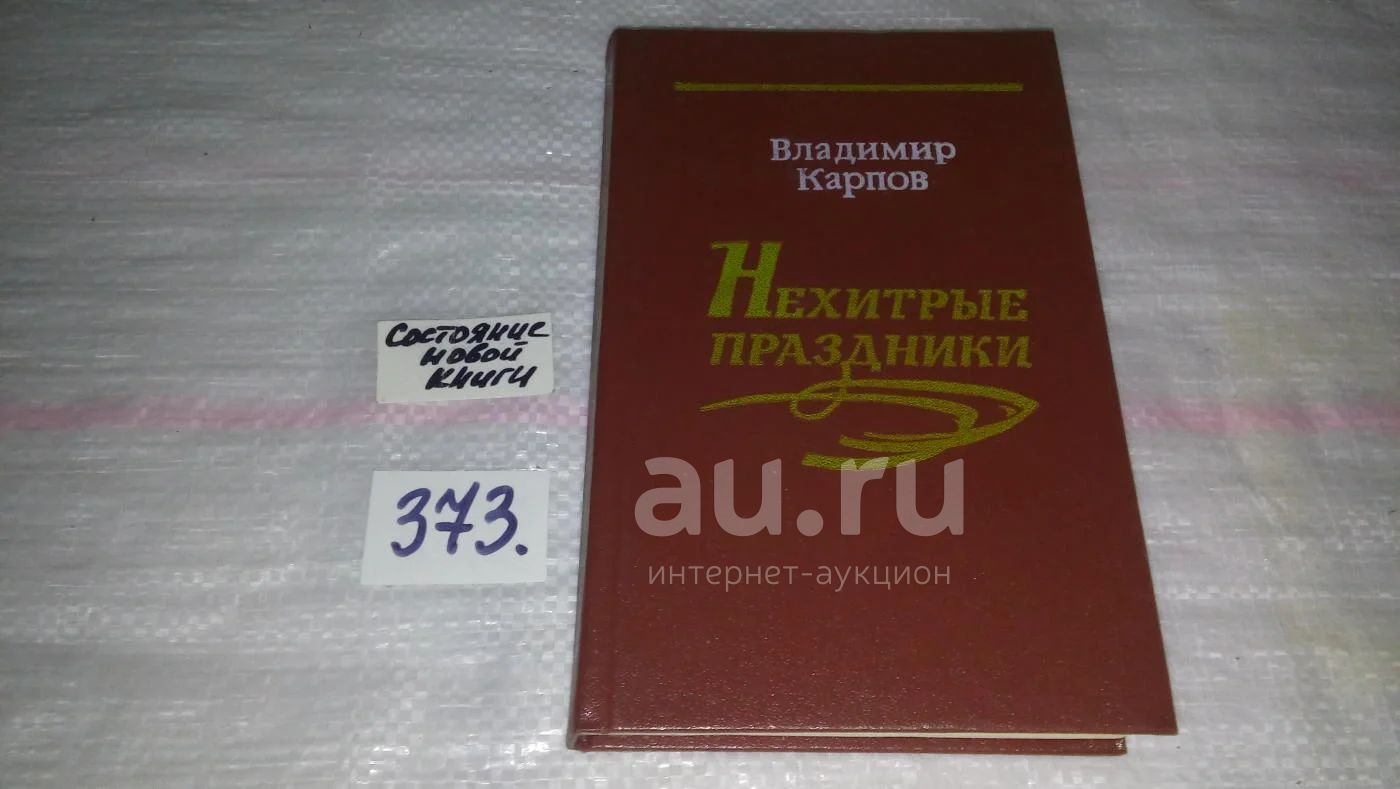 Владимир
Карпов
Нехитрые
праздники
Состояние
новой
книги
373.
au.ru
интернет-аукцион